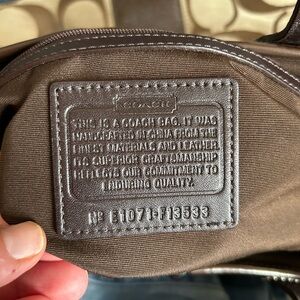 COACH
THIS IS A COACH BAG. IT WAS
HANDCRAFTED IN CHINA FROM THE
FINEST MATERIALS AND LEATHER.
ITS SUPERIOR CRAFTSMANSHIP
REFLECTS OUR COMMITMENT TO
ENDURING QUALITY.
Nº E1071-F13533